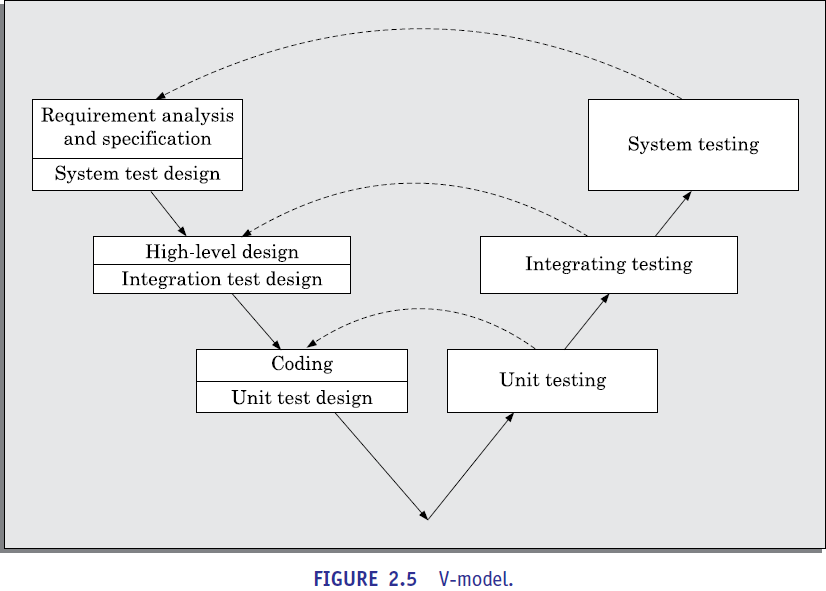 Requirement analysis
and specification
System test design
System testing
High-level design
Integration test design
Integrating testing
Coding
Unit test design
Unit testing
FIGURE 2.5 V-model.